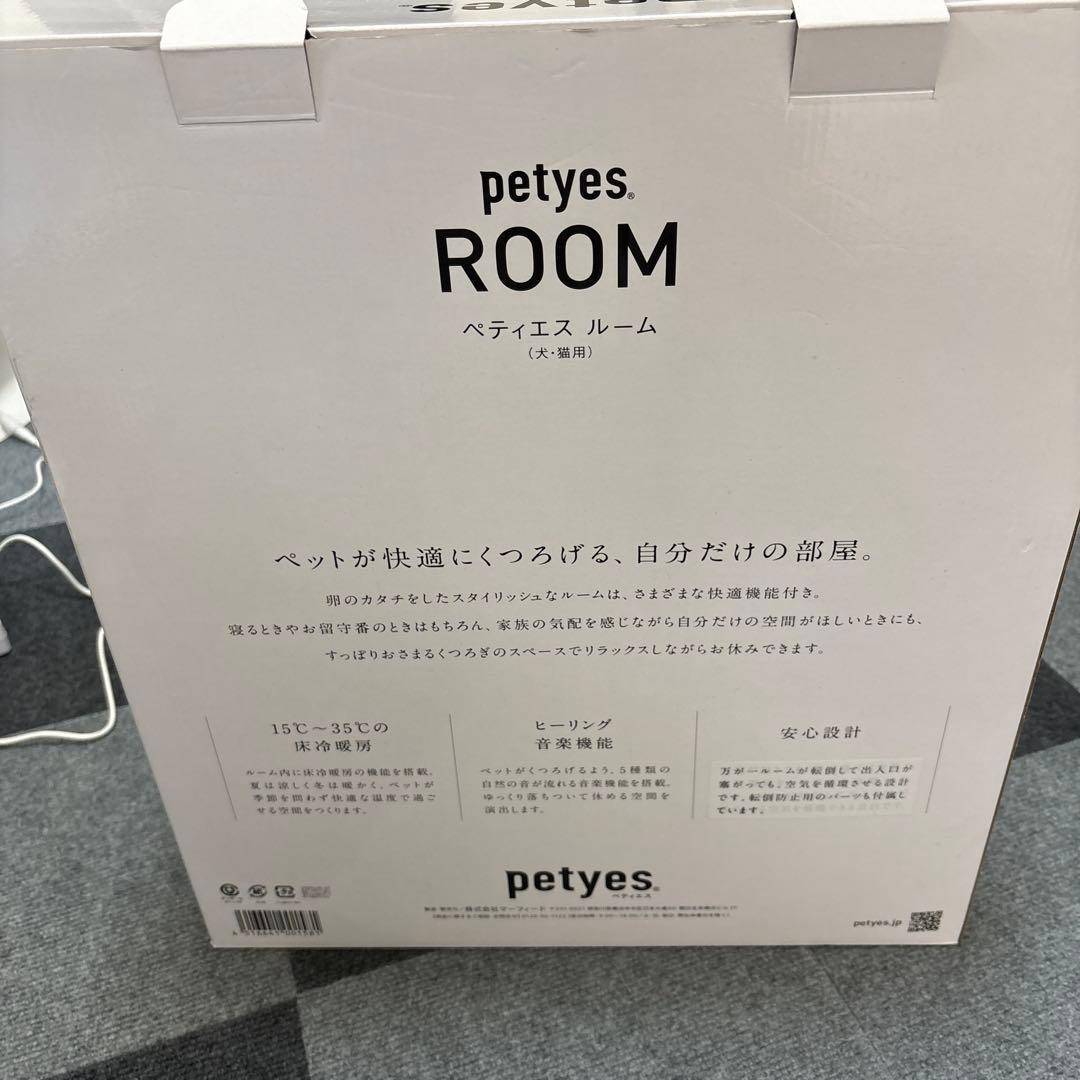 petyes
petyes®
ROOM
ペティエス ルーム
（犬・猫用）
ペットが快適にくつろげる、自分だけの部屋。
卵のカタチをしたスタイリッシュなルームは、さまざまな快適機能付き。
寝るときやお留守番のときはもちろん、家族の気配を感じながら自分だけの空間がほしいときにも、
すっぽりおさまるくつろぎのスペースでリラックスしながらお休みできます。
15℃〜35℃の
床冷暖房
ルーム内に床冷暖房の機能を搭載。
夏は涼しく冬は暖かく、ペットが
季節を問わず快適な温度で過ご
せる空間をつくります。
ヒーリング
音楽機能
ペットがくつろげるよう、5種類の
自然の音が流れる音楽機能を搭載。
ゆっくり落ちついて休める空間を
演出します。
安心設計
万が一ルームが転倒して出入口が
塞がっても、空気を循環させる設計
です。転倒防止用のパーツも付属し
ています。
petyes®
ペティエス
株式会社マーフィード
petyes.jp